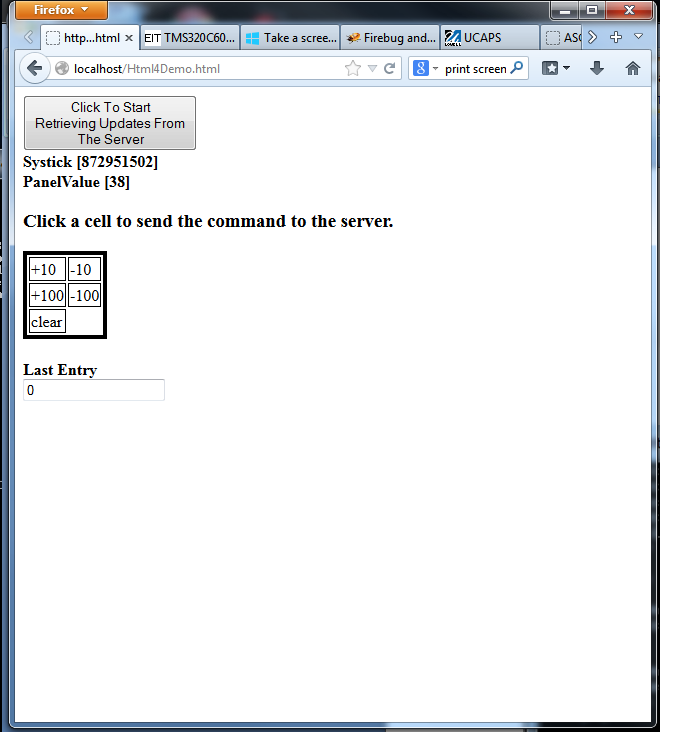 Firefox
http...html
EIT TMS320C60...
Take a scree...
Firebug and...
UCAPS
ASC
localhost/Html4Demo.html
8
print screen
Click To Start
Retrieving Updates From
The Server
Systick [872951502]
PanelValue [38]
Click a cell to send the command to the server.
+10 -10
+100 -100
clear
Last Entry
0